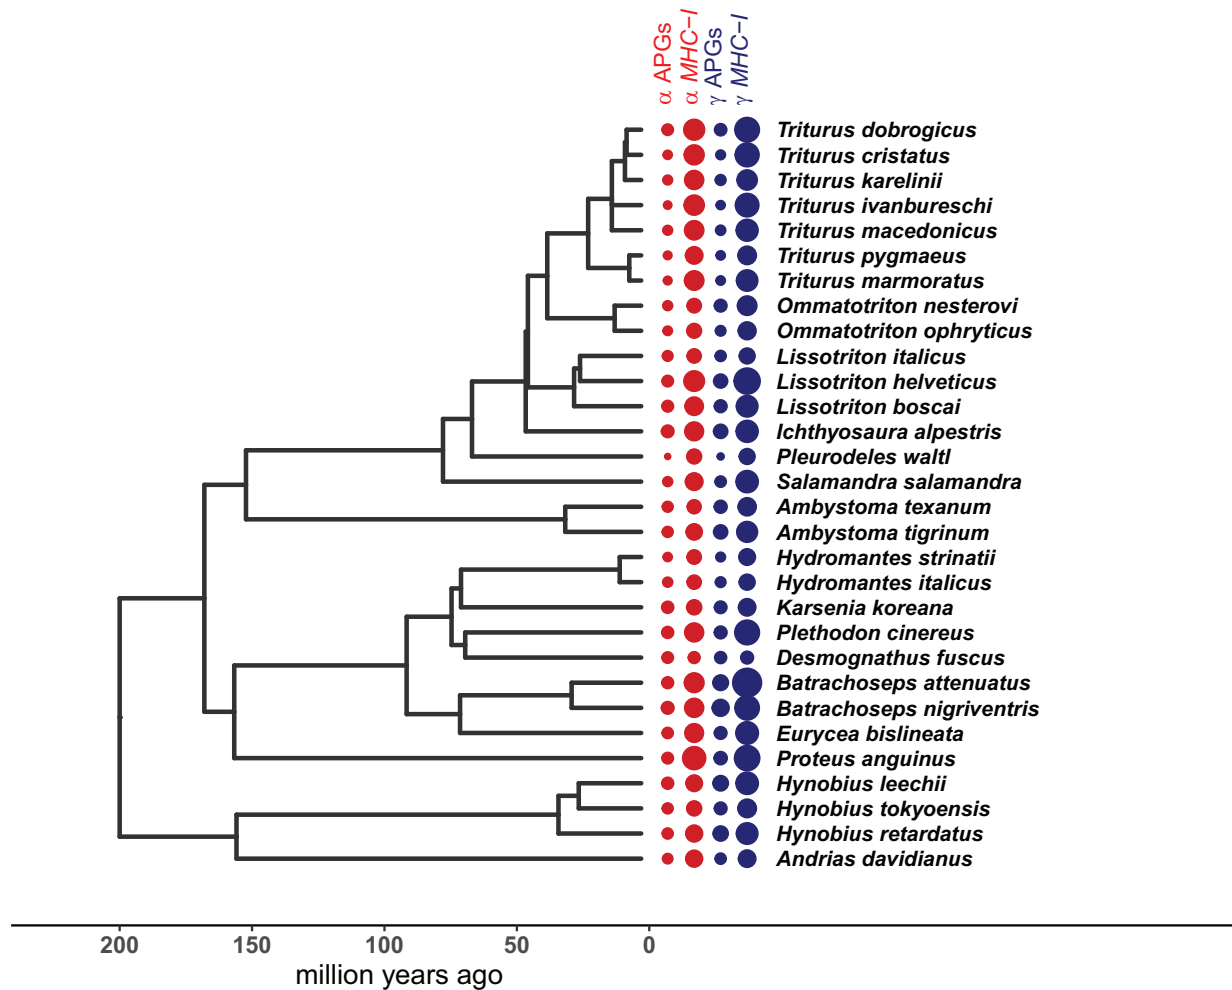 α APGs
α MHC−I
γ APGs
γ MHC−I
Triturus dobrogicus
Triturus cristatus
Triturus karelinii
Triturus ivanbureschi
Triturus macedonicus
Triturus pygmaeus
Triturus marmoratus
Ommatotriton nesterovi
Ommatotriton ophryticus
Lissotriton italicus
Lissotriton helveticus
Lissotriton boscai
Ichthyosaura alpestris
Pleurodeles waltl
Salamandra salamandra
Ambystoma texanum
Ambystoma tigrinum
Hydromantes strinatii
Hydromantes italicus
Karsenia koreana
Plethodon cinereus
Desmognathus fuscus
Batrachoseps attenuatus
Batrachoseps nigriventris
Eurycea bislineata
Proteus anguinus
Hynobius leechii
Hynobius tokyoensis
Hynobius retardatus
Andrias davidianus
200 150 100 50 0
million years ago